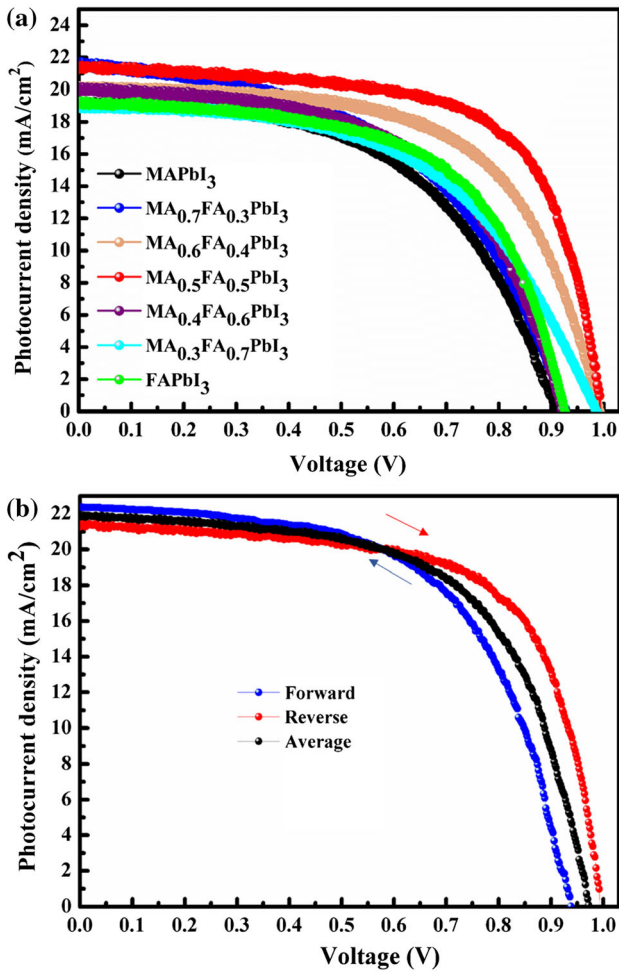 (a)
Photocurrent density (mA/cm²)
24
22
20
18
16
14
12
10
8
6
4
2
0
MAPbI₃
MA₀.₇FA₀.₃PbI₃
MA₀.₆FA₀.₄PbI₃
MA₀.₅FA₀.₅PbI₃
MA₀.₄FA₀.₆PbI₃
MA₀.₃FA₀.₇PbI₃
FAPbI₃
0.0 0.1 0.2 0.3 0.4 0.5 0.6 0.7 0.8 0.9 1.0
Voltage (V)
(b)
Photocurrent density (mA/cm²)
22
20
18
16
14
12
10
8
6
4
2
0
Forward
Reverse
Average
0.0 0.1 0.2 0.3 0.4 0.5 0.6 0.7 0.8 0.9 1.0
Voltage (V)